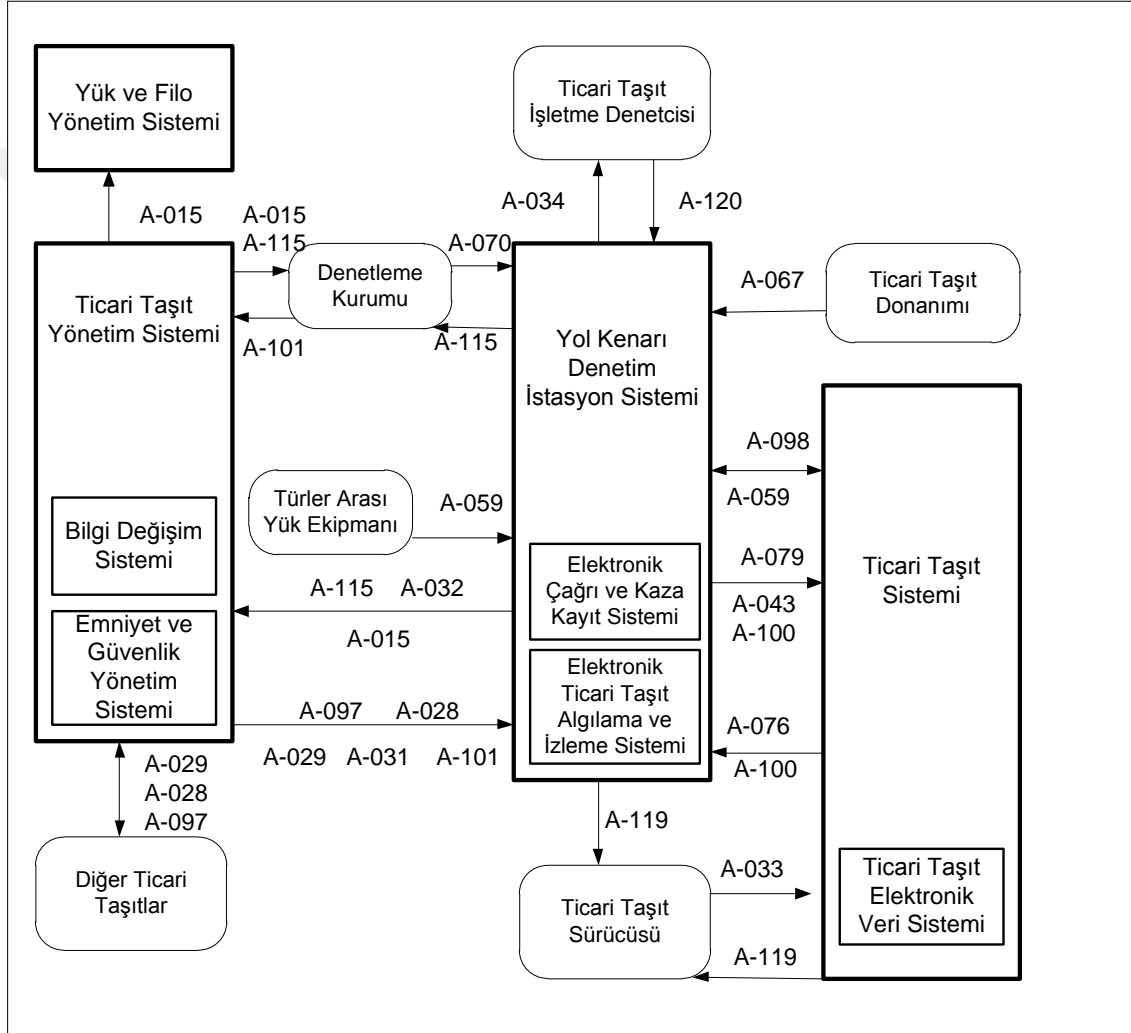 Yük ve Filo
Yönetim Sistemi
Ticari Taşıt
İşletme Denetcisi
A-015
A-015
A-115
A-034
A-120
A-070
Denetleme
Kurumu
A-101
A-115
Ticari Taşıt
Yönetim Sistemi
Yol Kenarı
Denetim
İstasyon Sistemi
A-067
Ticari Taşıt
Donanımı
A-098
A-059
Türler Arası
Yük Ekipmanı
A-059
Bilgi Değişim
Sistemi
Elektronik
Çağrı ve Kaza
Kayıt Sistemi
A-079
A-043
A-100
Ticari Taşıt
Sistemi
A-115 A-032
A-015
Emniyet ve
Güvenlik
Yönetim
Sistemi
Elektronik
Ticari Taşıt
Algılama ve
İzleme Sistemi
A-097 A-028
A-029 A-031 A-101
A-076
A-100
A-029
A-028
A-097
A-119
Diğer Ticari
Taşıtlar
Ticari Taşıt
Sürücüsü
A-033
A-119
Ticari Taşıt
Elektronik
Veri Sistemi